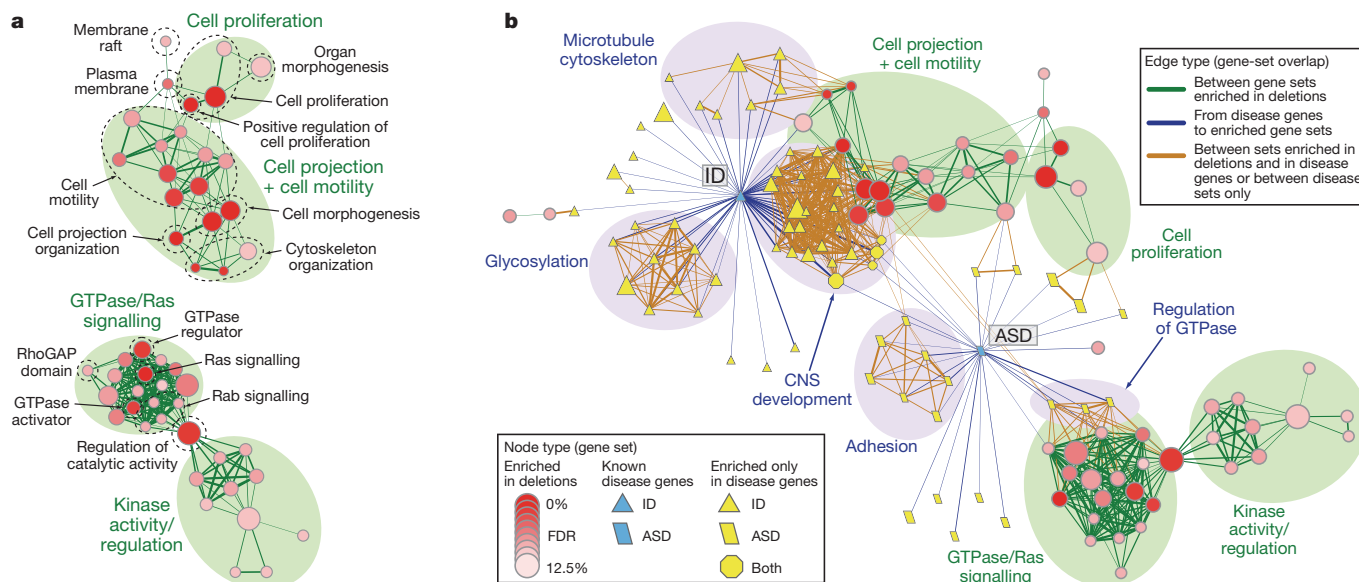 a
Cell proliferation
Membrane
raft
Organ
morphogenesis
Plasma
membrane
Cell proliferation
Positive regulation of
cell proliferation
Cell projection
+ cell motility
Cell
motility
Cell morphogenesis
Cell projection
organization
Cytoskeleton
organization
GTPase/Ras
signalling
GTPase
regulator
RhoGAP
domain
Ras signalling
GTPase
activator
Rab signalling
Regulation of
catalytic activity
Kinase
activity/
regulation
b
Microtubule
cytoskeleton
Cell projection
+ cell motility
Edge type (gene-set overlap)
Between gene sets
enriched in deletions
From disease genes
to enriched gene sets
Between sets enriched in
deletions and in disease
genes or between disease
sets only
ID
Glycosylation
Cell
proliferation
ASD
Regulation
of GTPase
CNS
development
Adhesion
Node type (gene set)
Enriched
in deletions
Known
disease genes
Enriched only
in disease genes
0%
FDR
12.5%
ID
ASD
ID
ASD
Both
GTPase/Ras
signalling
Kinase
activity/
regulation